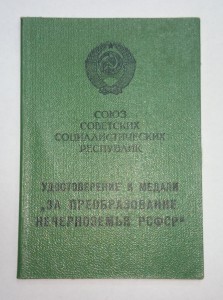 СОЮЗ
СОВЕТСКИХ
СОЦИАЛИСТИЧЕСКИХ
РЕСПУБЛИК
УДОСТОВЕРЕНИЕ К МЕДАЛИ
„ЗА ПРЕОБРАЗОВАНИЕ
НЕЧЕРНОЗЕМЬЯ РСФСР“